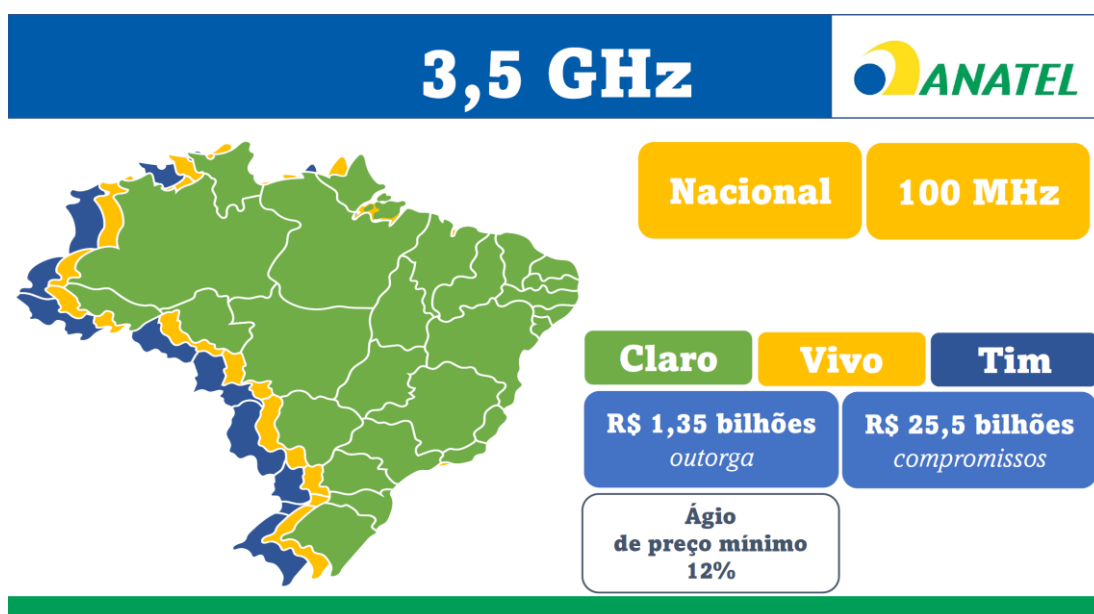 3,5 GHz
ANATEL
Nacional
100 MHz
Claro
Vivo
Tim
R$ 1,35 bilhões
outorga
R$ 25,5 bilhões
compromissos
Ágio
de preço mínimo
12%